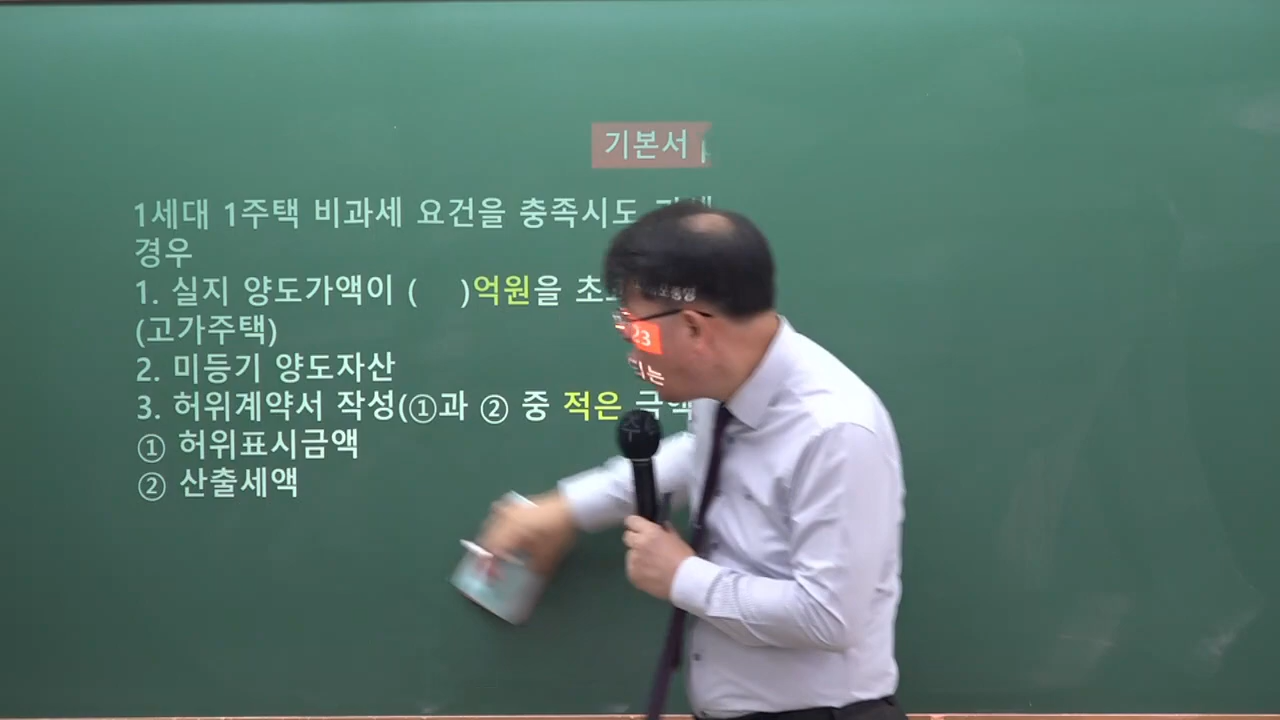 기본서
1세대 1주택 비과세 요건을 충족시도
경우
1. 실지 양도가액이 ( )억원을
(고가주택)
2. 미등기 양도자산
3. 허위계약서 작성(①과 ② 중 적은 금액
① 허위표시금액
② 산출세액
23